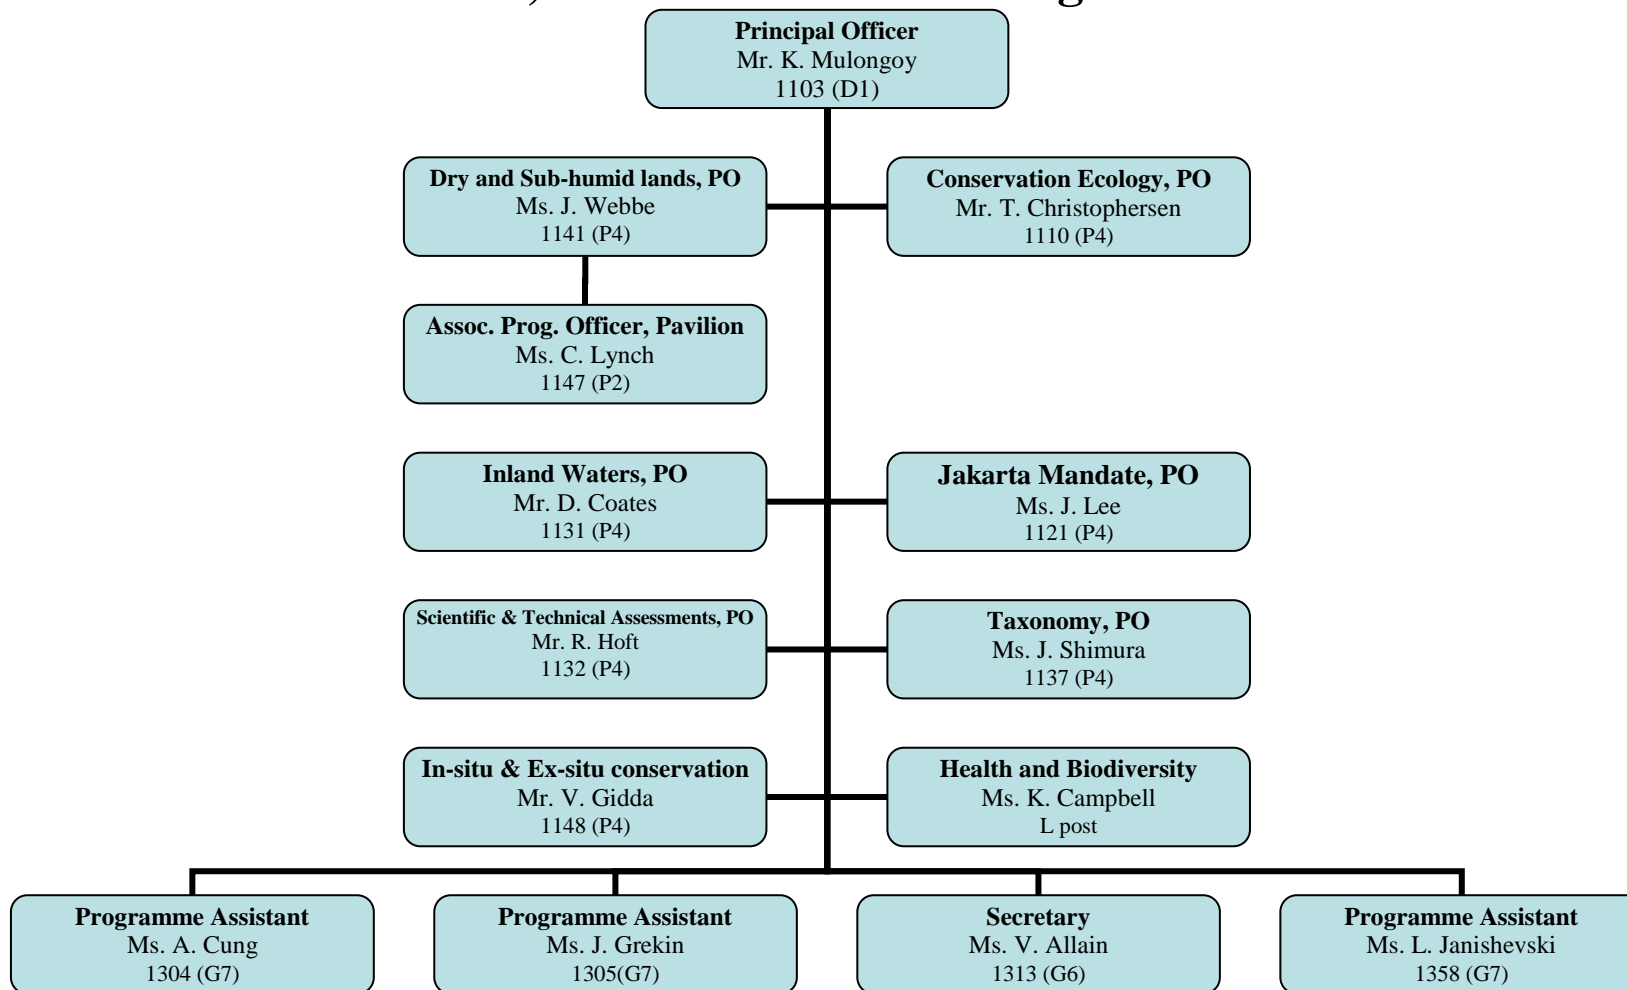 Principal Officer
Mr. K. Mulongoy
1103 (D1)
Dry and Sub-humid lands, PO
Ms. J. Webbe
1141 (P4)
Conservation Ecology, PO
Mr. T. Christophersen
1110 (P4)
Assoc. Prog. Officer, Pavilion
Ms. C. Lynch
1147 (P2)
Inland Waters, PO
Mr. D. Coates
1131 (P4)
Jakarta Mandate, PO
Ms. J. Lee
1121 (P4)
Scientific & Technical Assessments, PO
Mr. R. Hoft
1132 (P4)
Taxonomy, PO
Ms. J. Shimura
1137 (P4)
In-situ & Ex-situ conservation
Mr. V. Gidda
1148 (P4)
Health and Biodiversity
Ms. K. Campbell
L post
Programme Assistant
Ms. A. Cung
1304 (G7)
Programme Assistant
Ms. J. Grekin
1305(G7)
Secretary
Ms. V. Allain
1313 (G6)
Programme Assistant
Ms. L. Janishevski
1358 (G7)